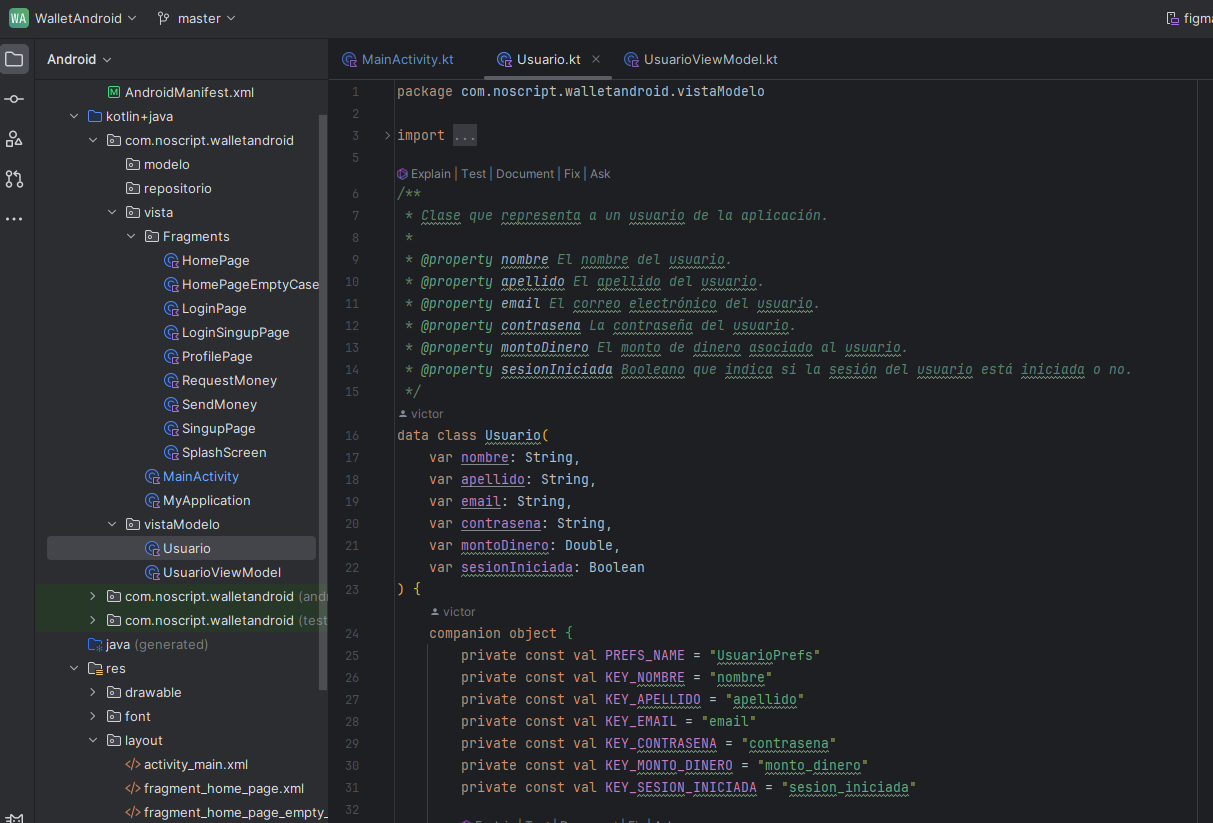 WA WalletAndroid master figma
Android
MainActivity.kt Usuario.kt UsuarioViewModel.kt
AndroidManifest.xml
kotlin+java
com.noscript.walletandroid
modelo
repositorio
vista
Fragments
HomePage
HomePageEmptyCase
LoginPage
LoginSingupPage
ProfilePage
RequestMoney
SendMoney
SingupPage
SplashScreen
MainActivity
MyApplication
vistaModelo
Usuario
UsuarioViewModel
com.noscript.walletandroid (andr
com.noscript.walletandroid (test
java (generated)
res
drawable
font
layout
activity_main.xml
fragment_home_page.xml
fragment_home_page_empty_
1 package com.noscript.walletandroid.vistaModelo
2
3 import ...
5
Explain | Test | Document | Fix | Ask
6 /**
7 * Clase que representa a un usuario de la aplicación.
8 *
9 * @property nombre El nombre del usuario.
10 * @property apellido El apellido del usuario.
11 * @property email El correo electrónico del usuario.
12 * @property contrasena La contraseña del usuario.
13 * @property montoDinero El monto de dinero asociado al usuario.
14 * @property sesionIniciada Booleano que indica si la sesión del usuario está iniciada o no.
15 */
victor
16 data class Usuario(
17 var nombre: String,
18 var apellido: String,
19 var email: String,
20 var contrasena: String,
21 var montoDinero: Double,
22 var sesionIniciada: Boolean
23 ) {
victor
24 companion object {
25 private const val PREFS_NAME = "UsuarioPrefs"
26 private const val KEY_NOMBRE = "nombre"
27 private const val KEY_APELLIDO = "apellido"
28 private const val KEY_EMAIL = "email"
29 private const val KEY_CONTRASENA = "contrasena"
30 private const val KEY_MONTO_DINERO = "monto_dinero"
31 private const val KEY_SESION_INICIADA = "sesion_iniciada"
32